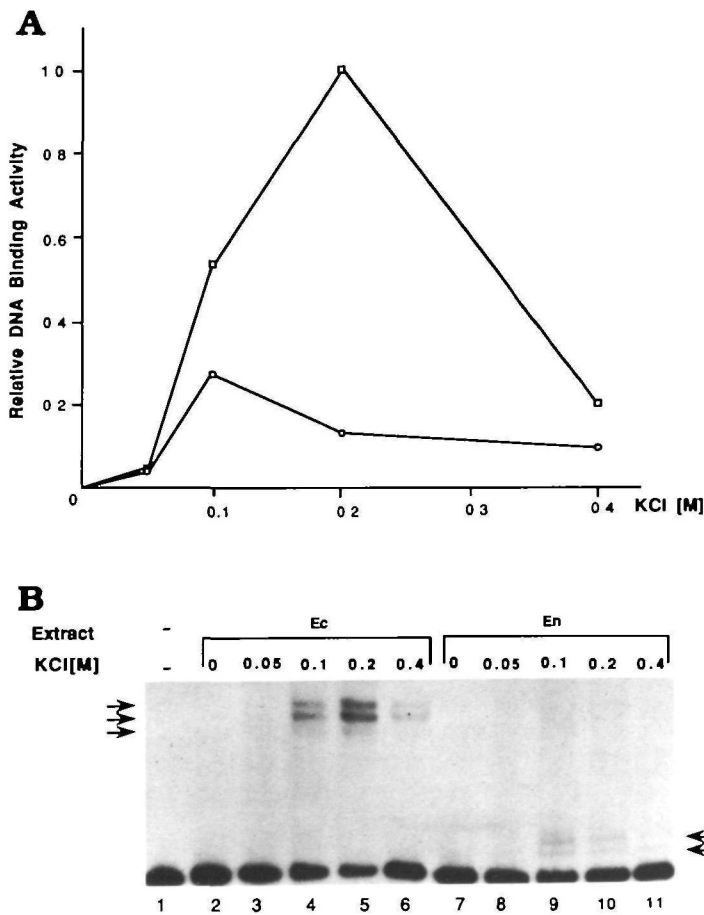 A
Relative DNA Binding Activity
1 0
0 8
0 6
0 4
0 2
0
0.1
0 2
0 3
0 4
KCl [M]
B
Extract - Ec En
KCl[M] - 0 0.05 0.1 0.2 0.4 0 0.05 0.1 0.2 0.4
1 2 3 4 5 6 7 8 9 10 11